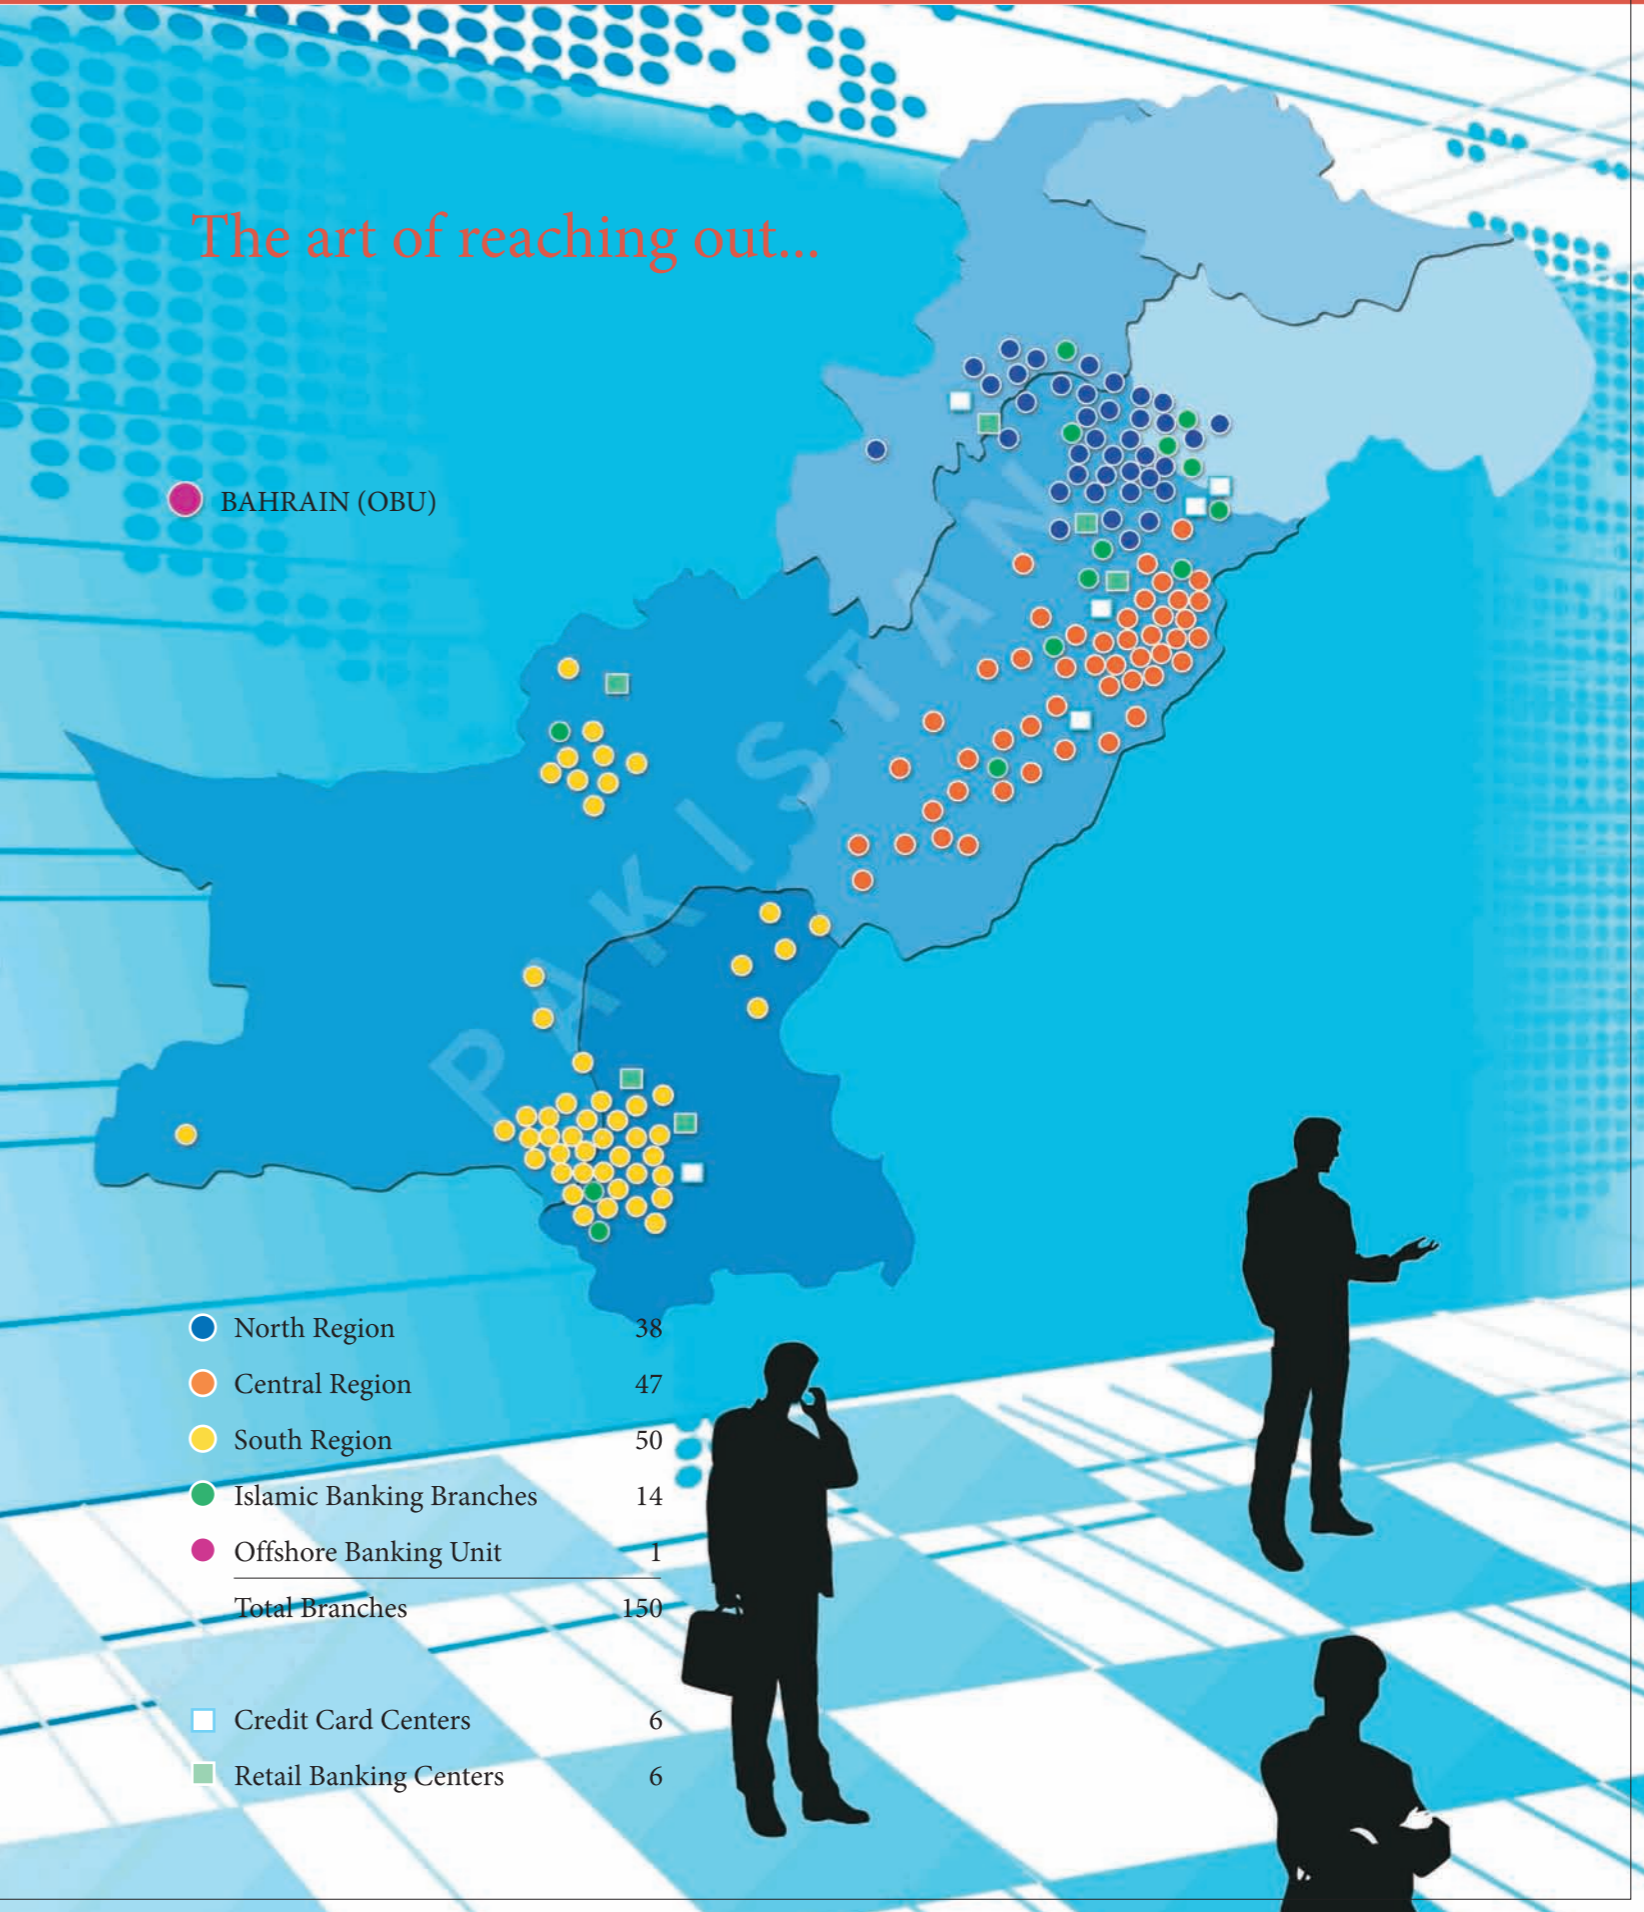 The art of reaching out...
BAHRAIN (OBU)
PAKISTAN
North Region 38
Central Region 47
South Region 50
Islamic Banking Branches 14
Offshore Banking Unit 1
Total Branches 150
Credit Card Centers 6
Retail Banking Centers 6